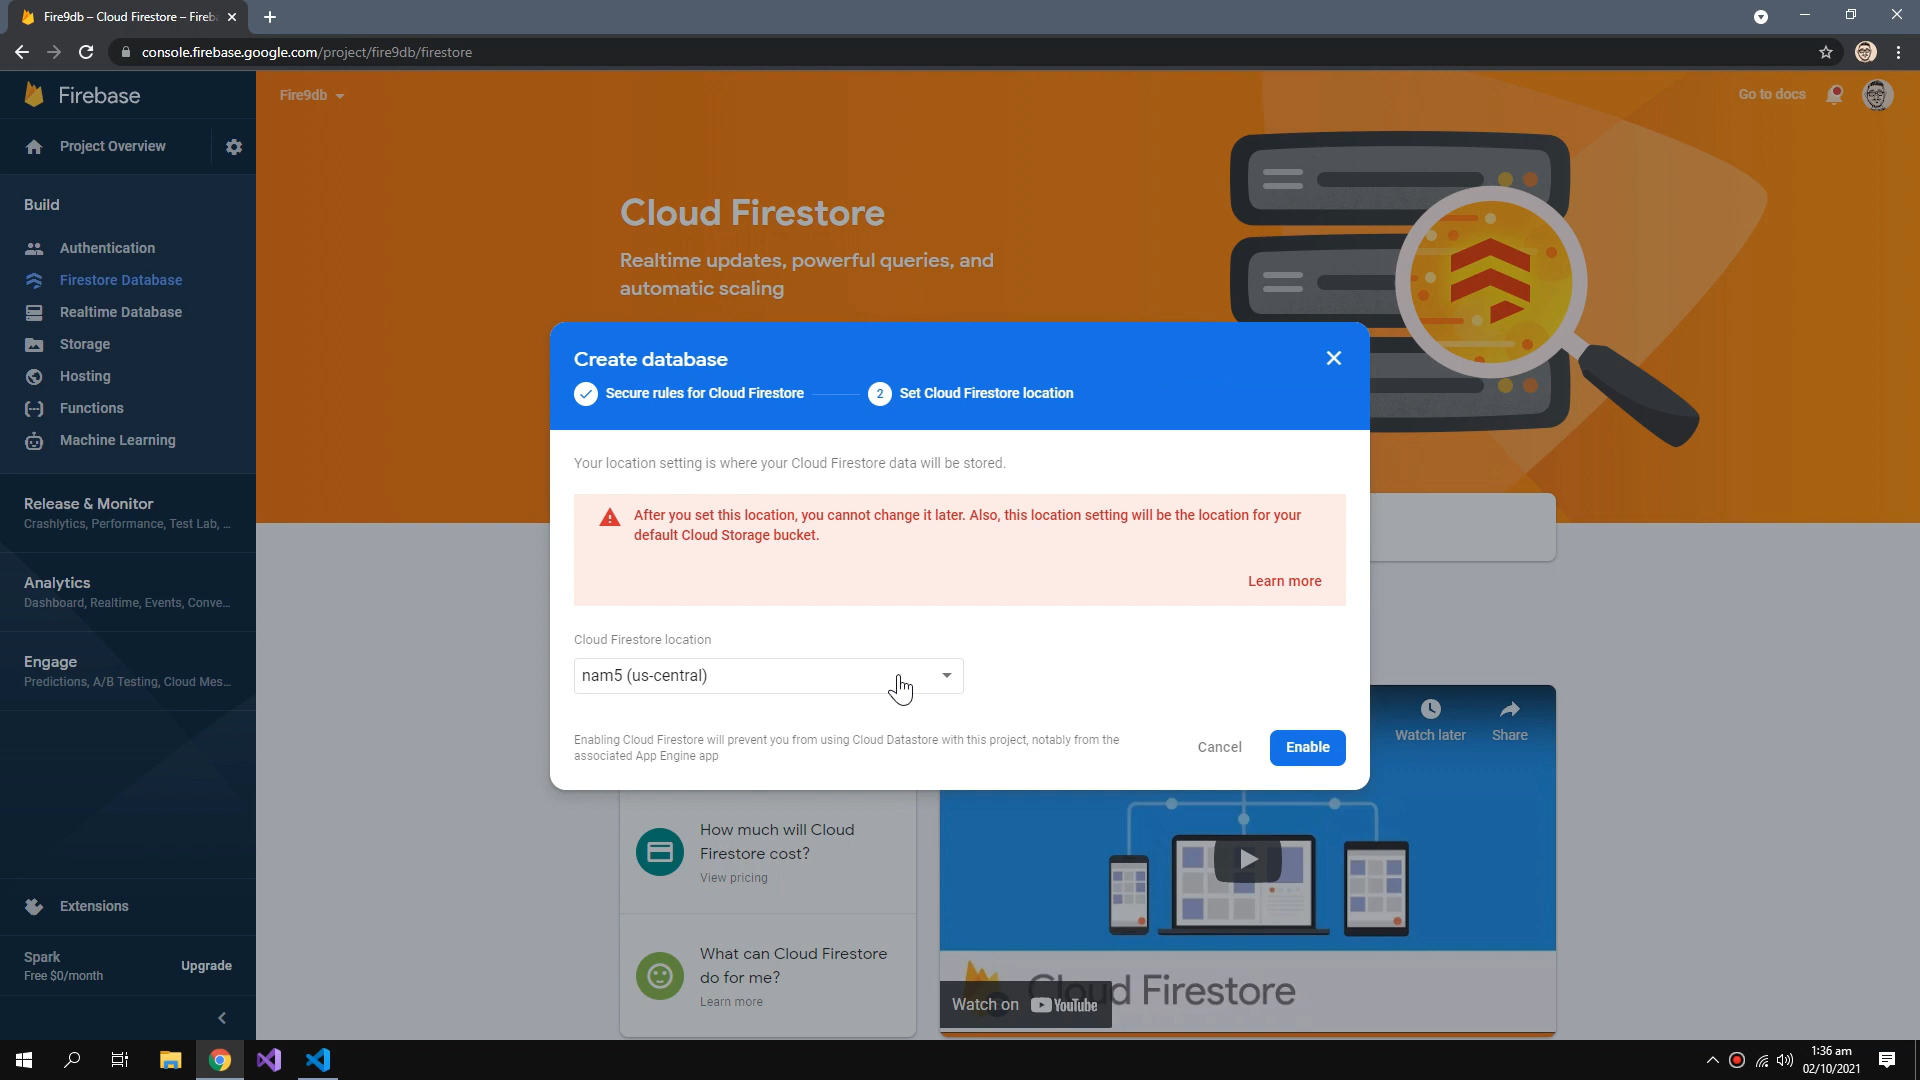 Fire9db – Cloud Firestore – Fireb
console.firebase.google.com/project/fire9db/firestore
Firebase
Fire9db
Go to docs
Project Overview
Build
Authentication
Firestore Database
Realtime Database
Storage
Hosting
Functions
Machine Learning
Release & Monitor
Crashlytics, Performance, Test Lab, ...
Analytics
Dashboard, Realtime, Events, Conve...
Engage
Predictions, A/B Testing, Cloud Mes...
Extensions
Spark
Free $0/month
Upgrade
Cloud Firestore
Realtime updates, powerful queries, and
automatic scaling
Create database
Secure rules for Cloud Firestore
2 Set Cloud Firestore location
Your location setting is where your Cloud Firestore data will be stored.
After you set this location, you cannot change it later. Also, this location setting will be the location for your
default Cloud Storage bucket.
Learn more
Cloud Firestore location
nam5 (us-central)
Enabling Cloud Firestore will prevent you from using Cloud Datastore with this project, notably from the
associated App Engine app
Cancel
Enable
Watch later
Share
How much will Cloud
Firestore cost?
View pricing
What can Cloud Firestore
do for me?
Learn more
Cloud Firestore
Watch on YouTube
1:36 am
02/10/2021